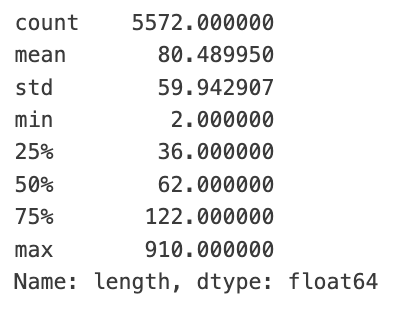 count    5572.000000
mean       80.489950
std        59.942907
min         2.000000
25%        36.000000
50%        62.000000
75%       122.000000
max       910.000000
Name: length, dtype: float64